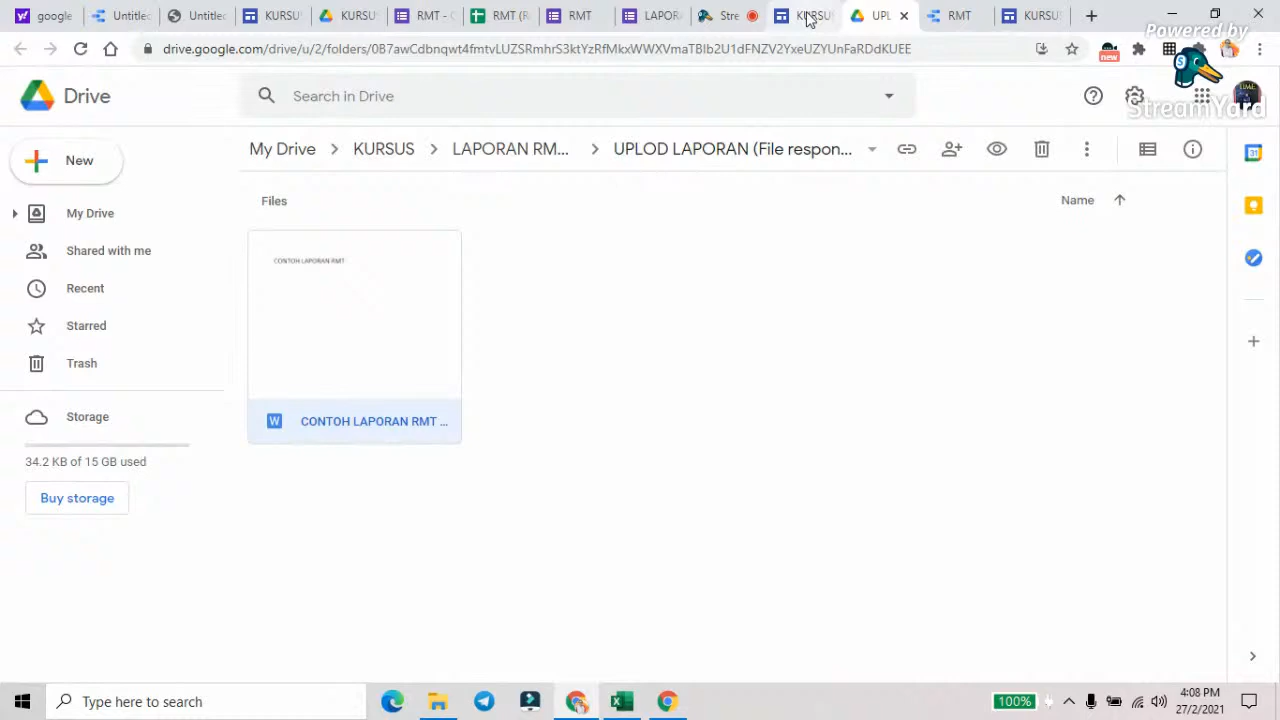 google
Untitle
Untitle
KURSU
KURSU
RMT - C
RMT (R
RMT
LAPOR
Stre
KURSU
UPL
RMT
KURSU
drive.google.com/drive/u/2/folders/0B7awCdbnqwt4fmtvLUZSRmhrS3ktYzRfMkxWWXVmaTBIb2U1dFNZV2YxeUZYUnFaRDdKUEE
new
Powered by
StreamYard
Drive
Search in Drive
New
My Drive
KURSUS
LAPORAN RM...
UPLOD LAPORAN (File respon...
Files
Name
My Drive
Shared with me
Recent
Starred
Trash
Storage
34.2 KB of 15 GB used
Buy storage
CONTOH LAPORAN RMT
CONTOH LAPORAN RMT ...
31
Type here to search
100%
4:08 PM
27/2/2021